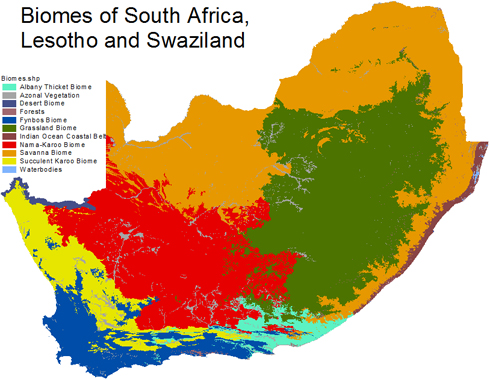 Biomes of South Africa,
Lesotho and Swaziland
Biomes.shp
Albany Thicket Biome
Azonal Vegetation
Desert Biome
Forests
Fynbos Biome
Grassland Biome
Indian Ocean Coastal Bel
Nama-Karoo Biome
Savanna Biome
Succulent Karoo Biome
Waterbodies